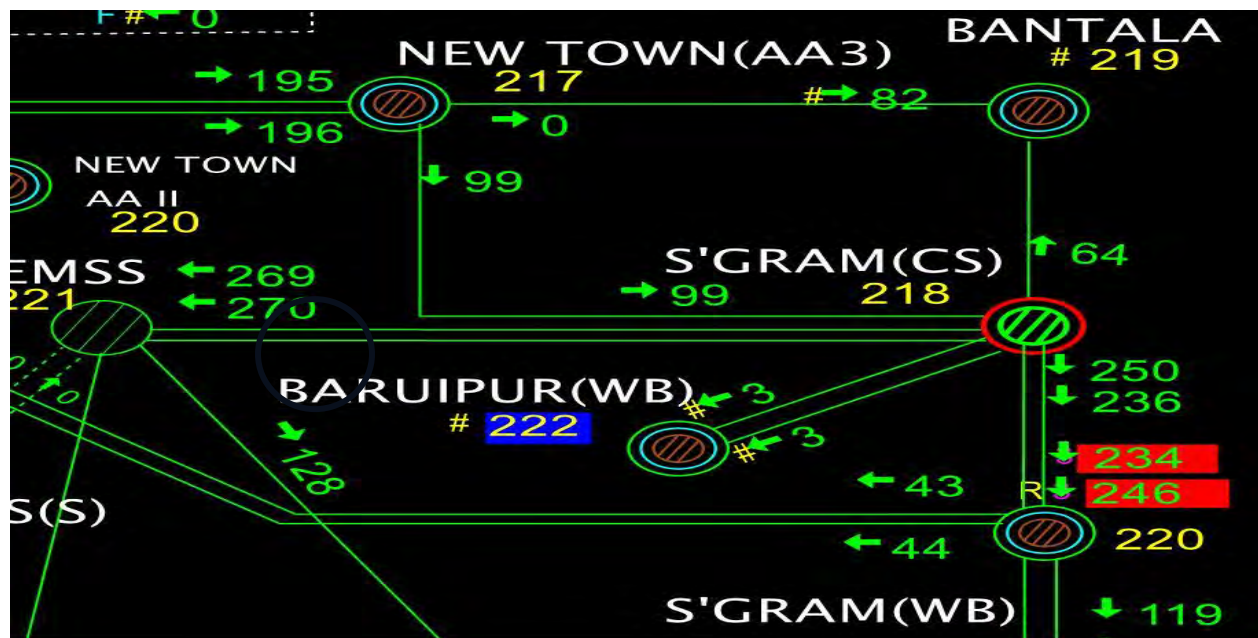 F # ← 0
NEW TOWN(AA3)
BANTALA
# 219
→ 195
217
# → 82
→ 196
→ 0
NEW TOWN
↓ 99
AA II
220
EMSS
← 269
S'GRAM(CS)
↑ 64
221
← 270
→ 99
218
↓ 250
0
↗ 0
BARUIPUR(WB)
# ← 3
↓ 236
# 222
# ← 3
↓ 234
↘ 128
← 43
R ↓ 246
S(S)
← 44
220
S'GRAM(WB)
↓ 119